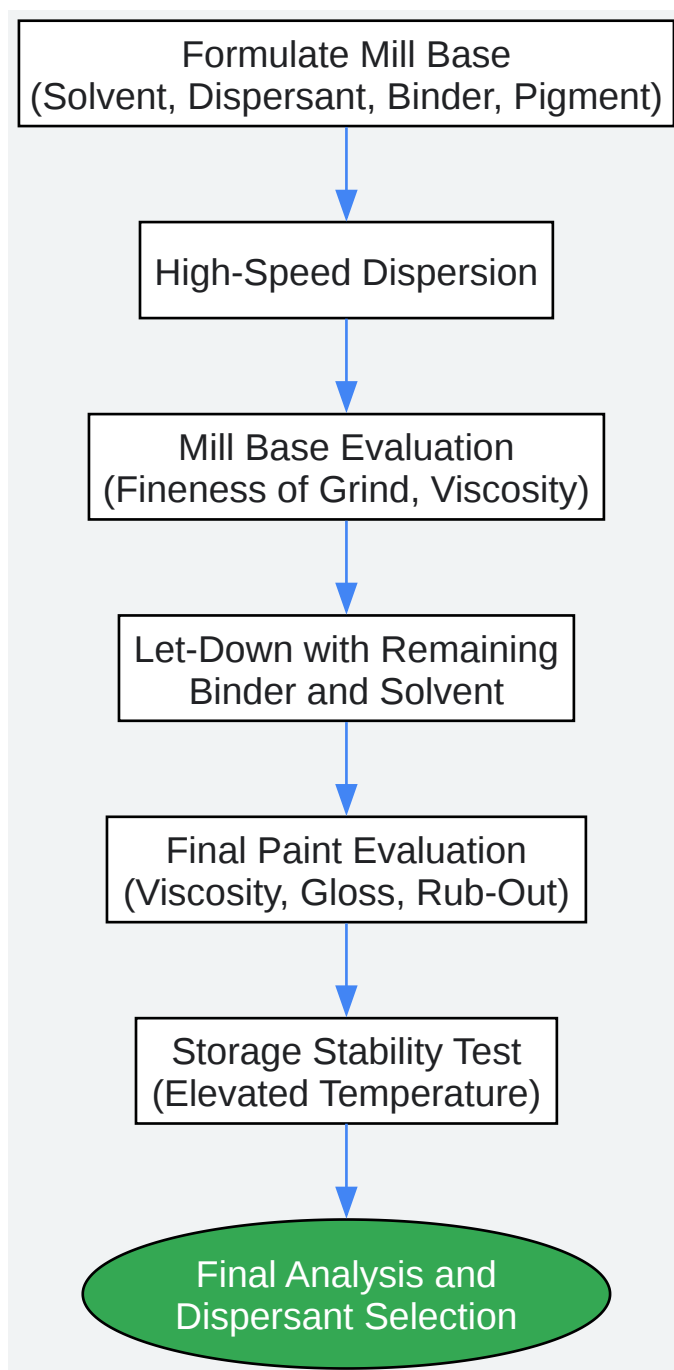 Formulate Mill Base
(Solvent, Dispersant, Binder, Pigment)
High-Speed Dispersion
Mill Base Evaluation
(Fineness of Grind, Viscosity)
Let-Down with Remaining
Binder and Solvent
Final Paint Evaluation
(Viscosity, Gloss, Rub-Out)
Storage Stability Test
(Elevated Temperature)
Final Analysis and
Dispersant Selection